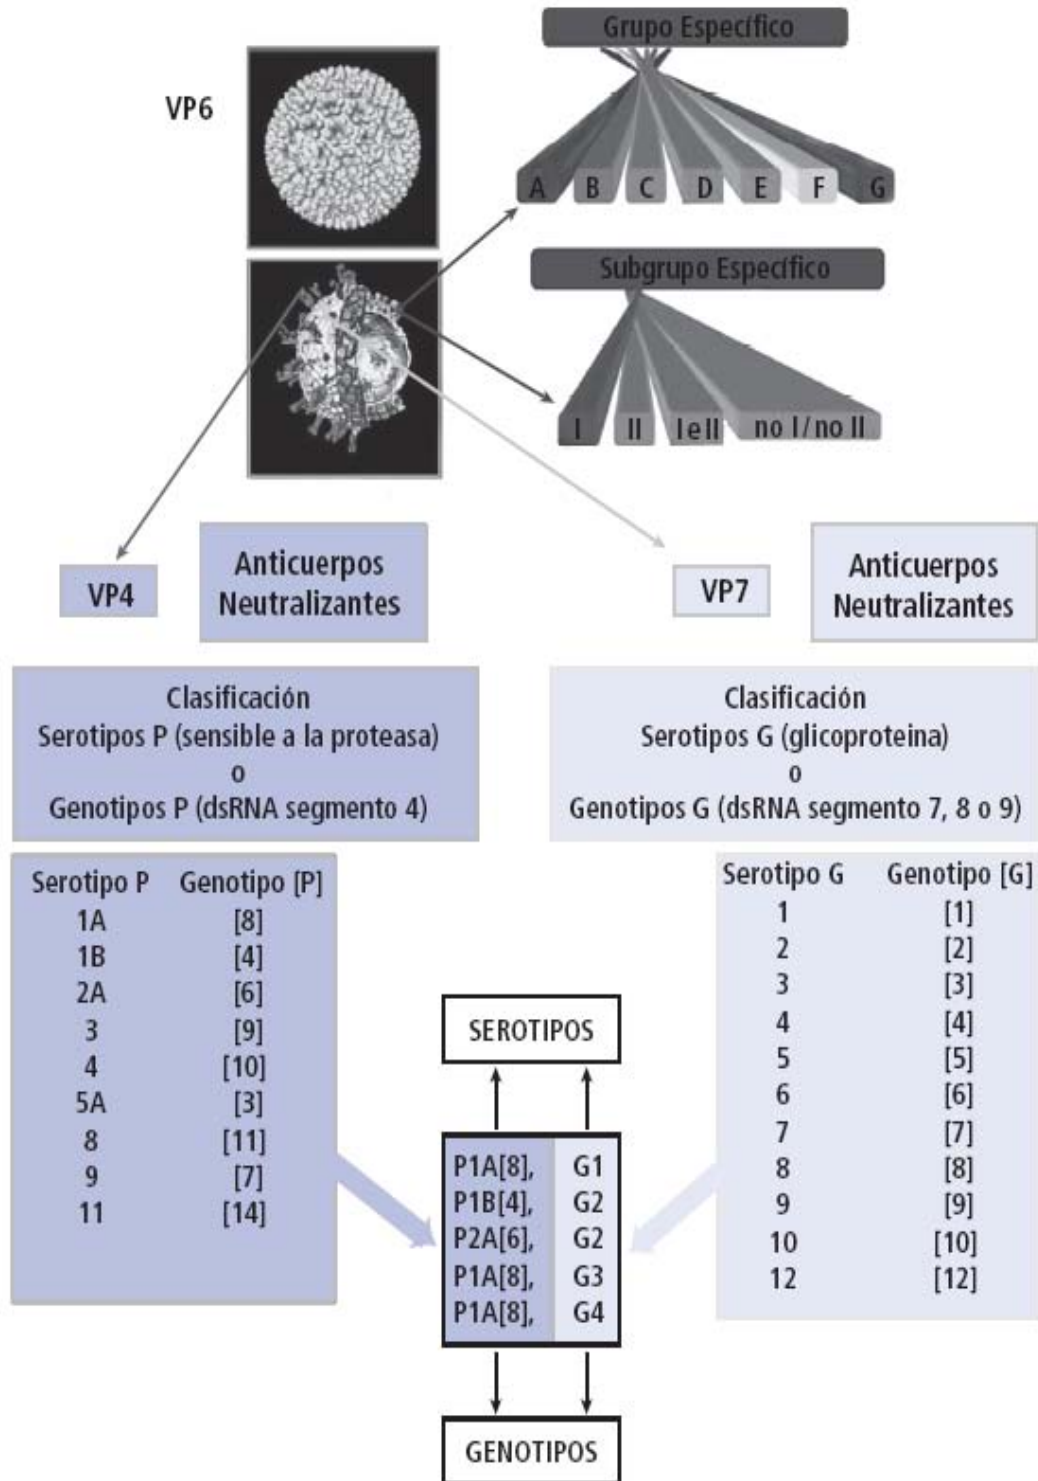 Grupo Específico
VP6
A B C D E F G
Subgrupo Específico
I II I e II no I / no II
VP4
Anticuerpos
Neutralizantes
VP7
Anticuerpos
Neutralizantes
Clasificación
Serotipos P (sensible a la proteasa)
o
Genotipos P (dsRNA segmento 4)
Clasificación
Serotipos G (glicoproteina)
o
Genotipos G (dsRNA segmento 7, 8 o 9)
Serotipo P Genotipo [P]
1A [8]
1B [4]
2A [6]
3 [9]
4 [10]
5A [3]
8 [11]
9 [7]
11 [14]
Serotipo G Genotipo [G]
1 [1]
2 [2]
3 [3]
4 [4]
5 [5]
6 [6]
7 [7]
8 [8]
9 [9]
10 [10]
12 [12]
SEROTIPOS
P1A[8], G1
P1B[4], G2
P2A[6], G2
P1A[8], G3
P1A[8], G4
GENOTIPOS